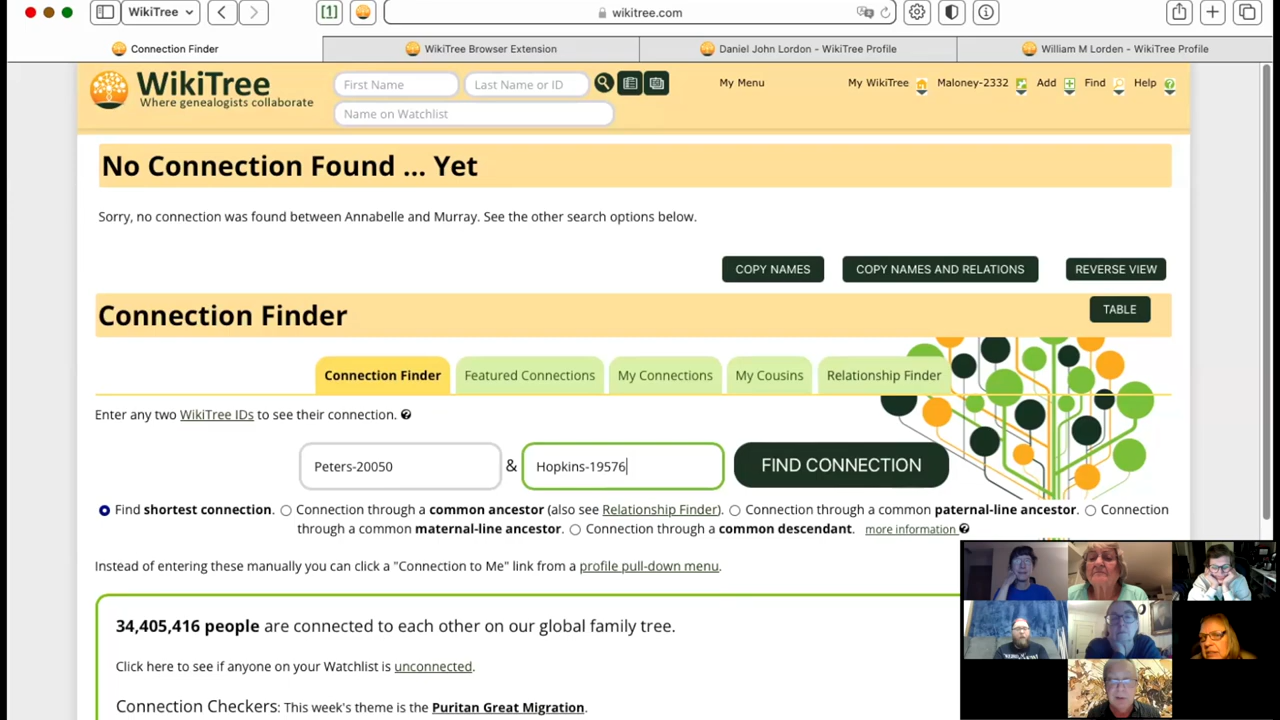 WikiTree
[1]
wikitree.com
Connection Finder
WikiTree Browser Extension
Daniel John Lordon – WikiTree Profile
William M Lorden – WikiTree Profile
WikiTree
Where genealogists collaborate
First Name
Last Name or ID
Name on Watchlist
My Menu
My WikiTree
Maloney-2332
Add
Find
Help
No Connection Found ... Yet
Sorry, no connection was found between Annabelle and Murray. See the other search options below.
COPY NAMES
COPY NAMES AND RELATIONS
REVERSE VIEW
Connection Finder
TABLE
Connection Finder
Featured Connections
My Connections
My Cousins
Relationship Finder
Enter any two WikiTree IDs to see their connection.
Peters-20050
&
Hopkins-19576
FIND CONNECTION
Find shortest connection. Connection through a common ancestor (also see Relationship Finder). Connection through a common paternal-line ancestor. Connection
through a common maternal-line ancestor. Connection through a common descendant. more information
Instead of entering these manually you can click a "Connection to Me" link from a profile pull-down menu.
34,405,416 people are connected to each other on our global family tree.
Click here to see if anyone on your Watchlist is unconnected.
Connection Checkers: This week's theme is the Puritan Great Migration.